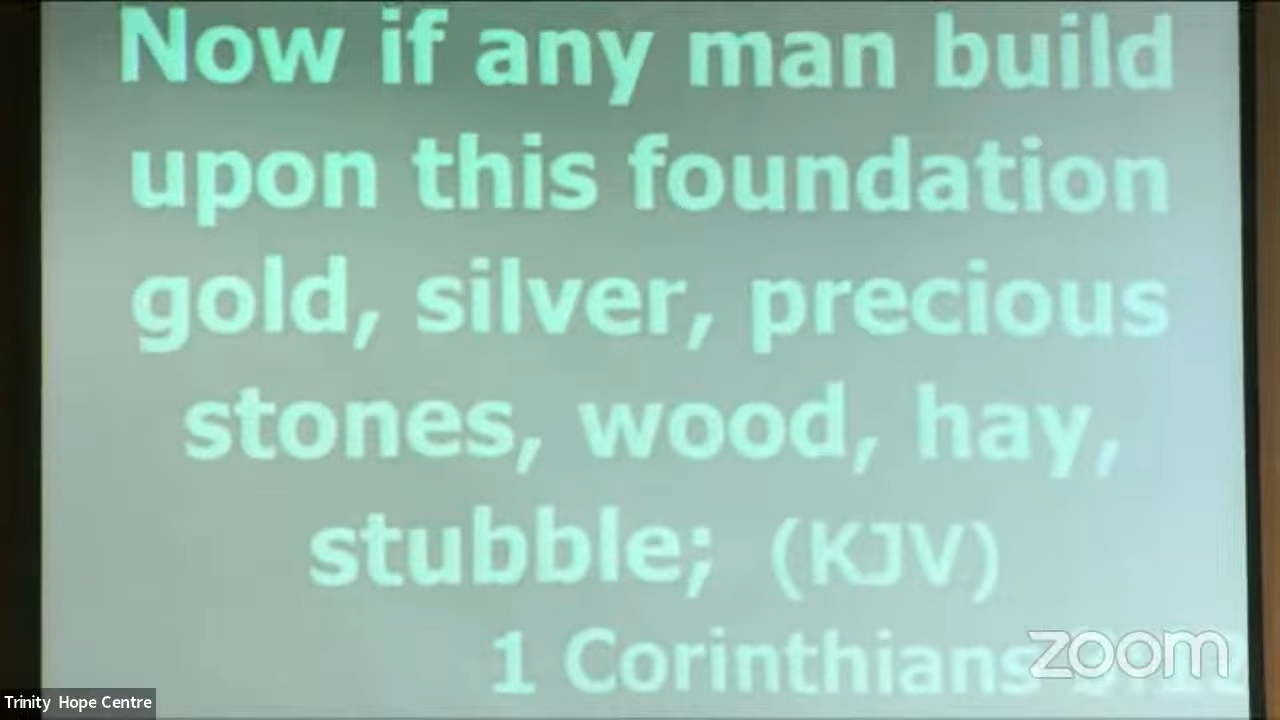 Now if any man build
upon this foundation
gold, silver, precious
stones, wood, hay,
stubble; (KJV)
1 Corinthians
zoom
Trinity Hope Centre